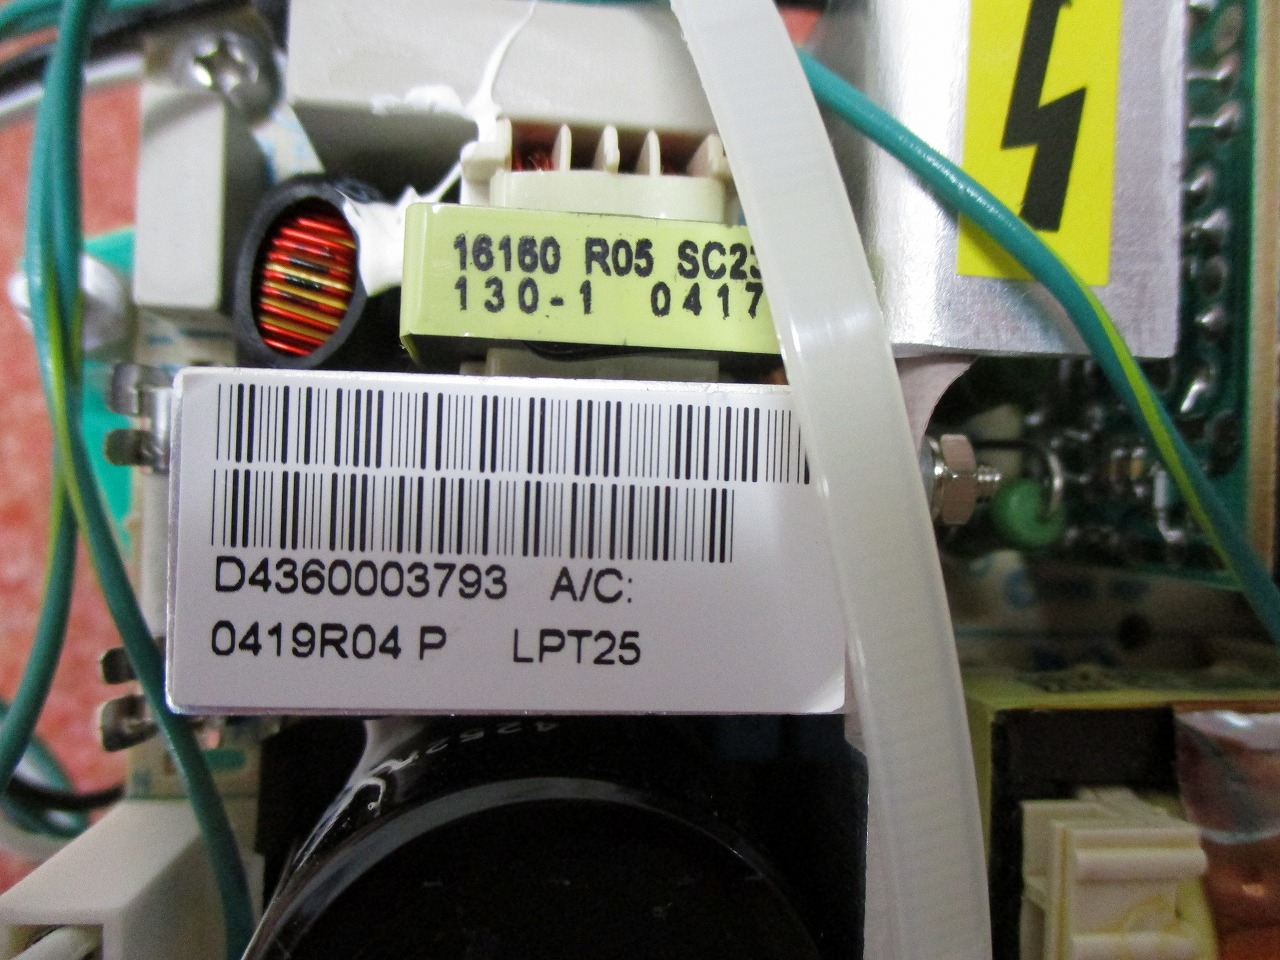 16160 R05 SC23
130-1 0417
D4360003793 A/C:
0419R04 P LPT25